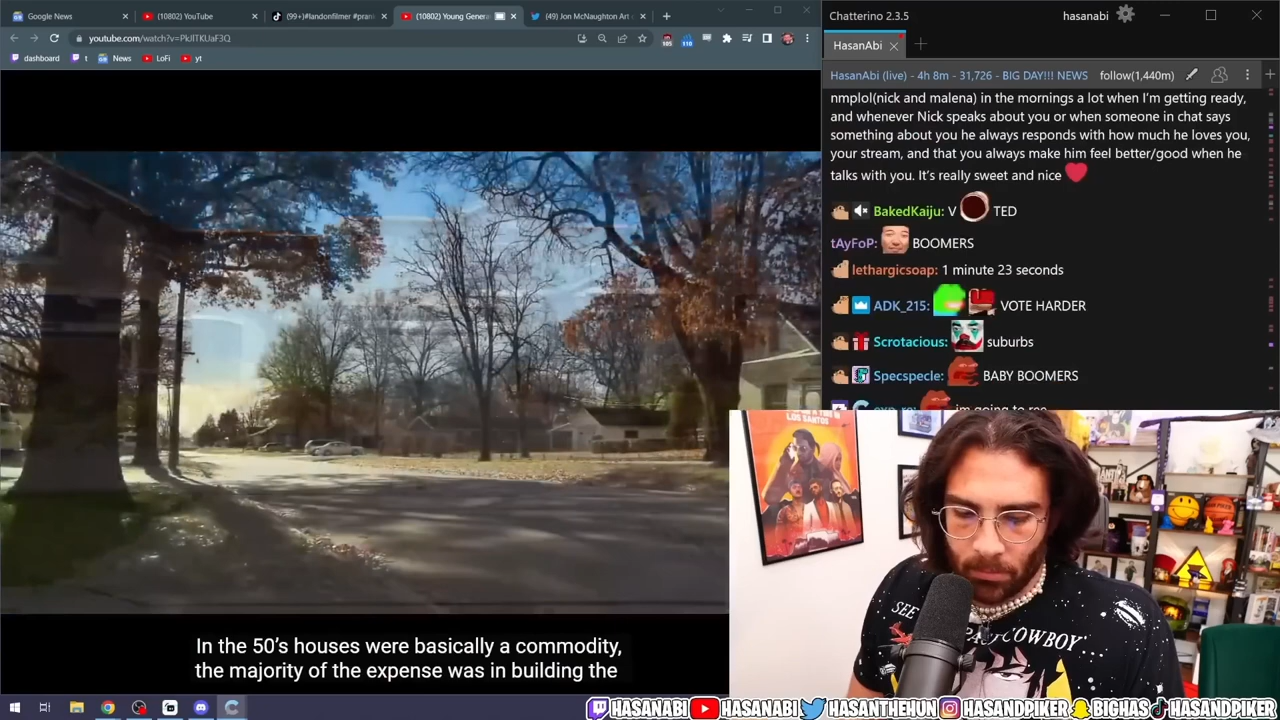 Google News
(10802) YouTube
(99+)#landonfilmer #pran
(10802) Young Genera
(49) Jon McNaughton Art
youtube.com/watch?v=PkJlTKUaF3Q
105
110
dashboard
t
News
LoFi
yt
Chatterino 2.3.5
hasanabi
HasanAbi
HasanAbi (live) - 4h 8m - 31,726 - BIG DAY!!! NEWS
follow(1,440m)
nmplol(nick and malena) in the mornings a lot when I'm getting ready,
and whenever Nick speaks about you or when someone in chat says
something about you he always responds with how much he loves you,
your stream, and that you always make him feel better/good when he
talks with you. It's really sweet and nice
BakedKaiju: V TED
tAyFoP: BOOMERS
lethargicsoap: 1 minute 23 seconds
ADK_215: VOTE HARDER
Scrotacious: suburbs
Specspecle: BABY BOOMERS
LOS SANTOS
SEE
COWBOY
In the 50's houses were basically a commodity,
the majority of the expense was in building the
HASANABI HASANABI HASANTHEHUN HASANDPIKER BIGHAS HASANDPIKER